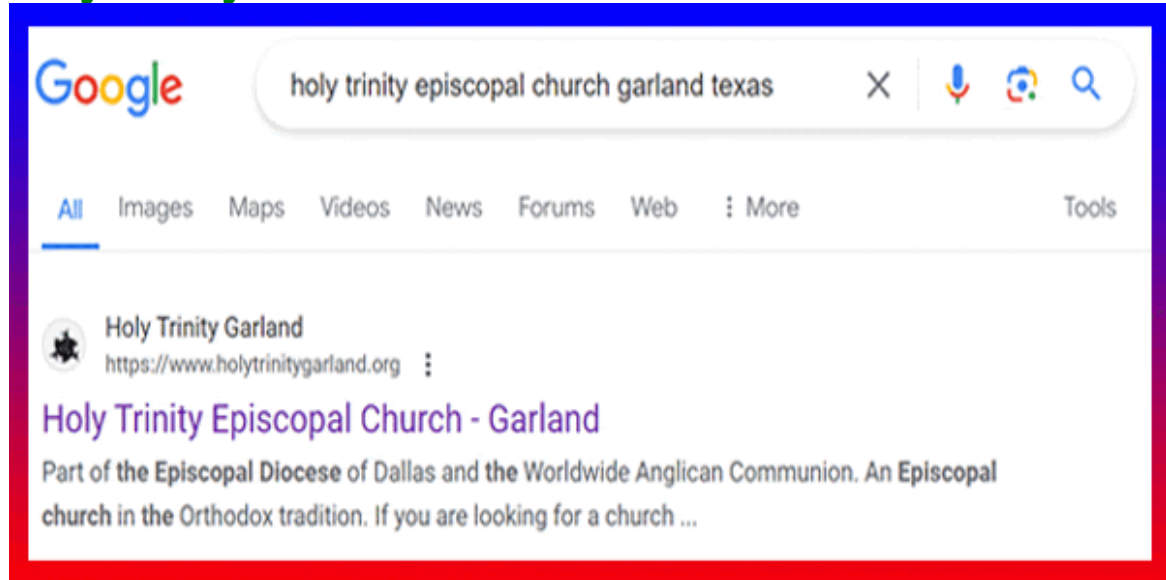 Google
holy trinity episcopal church garland texas
All Images Maps Videos News Forums Web More Tools
Holy Trinity Garland
https://www.holytrinitygarland.org
Holy Trinity Episcopal Church - Garland
Part of the Episcopal Diocese of Dallas and the Worldwide Anglican Communion. An Episcopal
church in the Orthodox tradition. If you are looking for a church ...